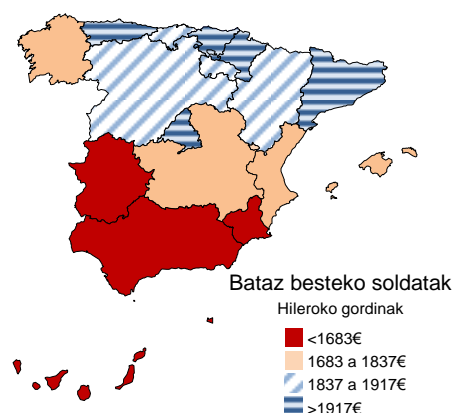 Bataz besteko soldatak
Hileroko gordinak
<1683€
1683 a 1837€
1837 a 1917€
>1917€